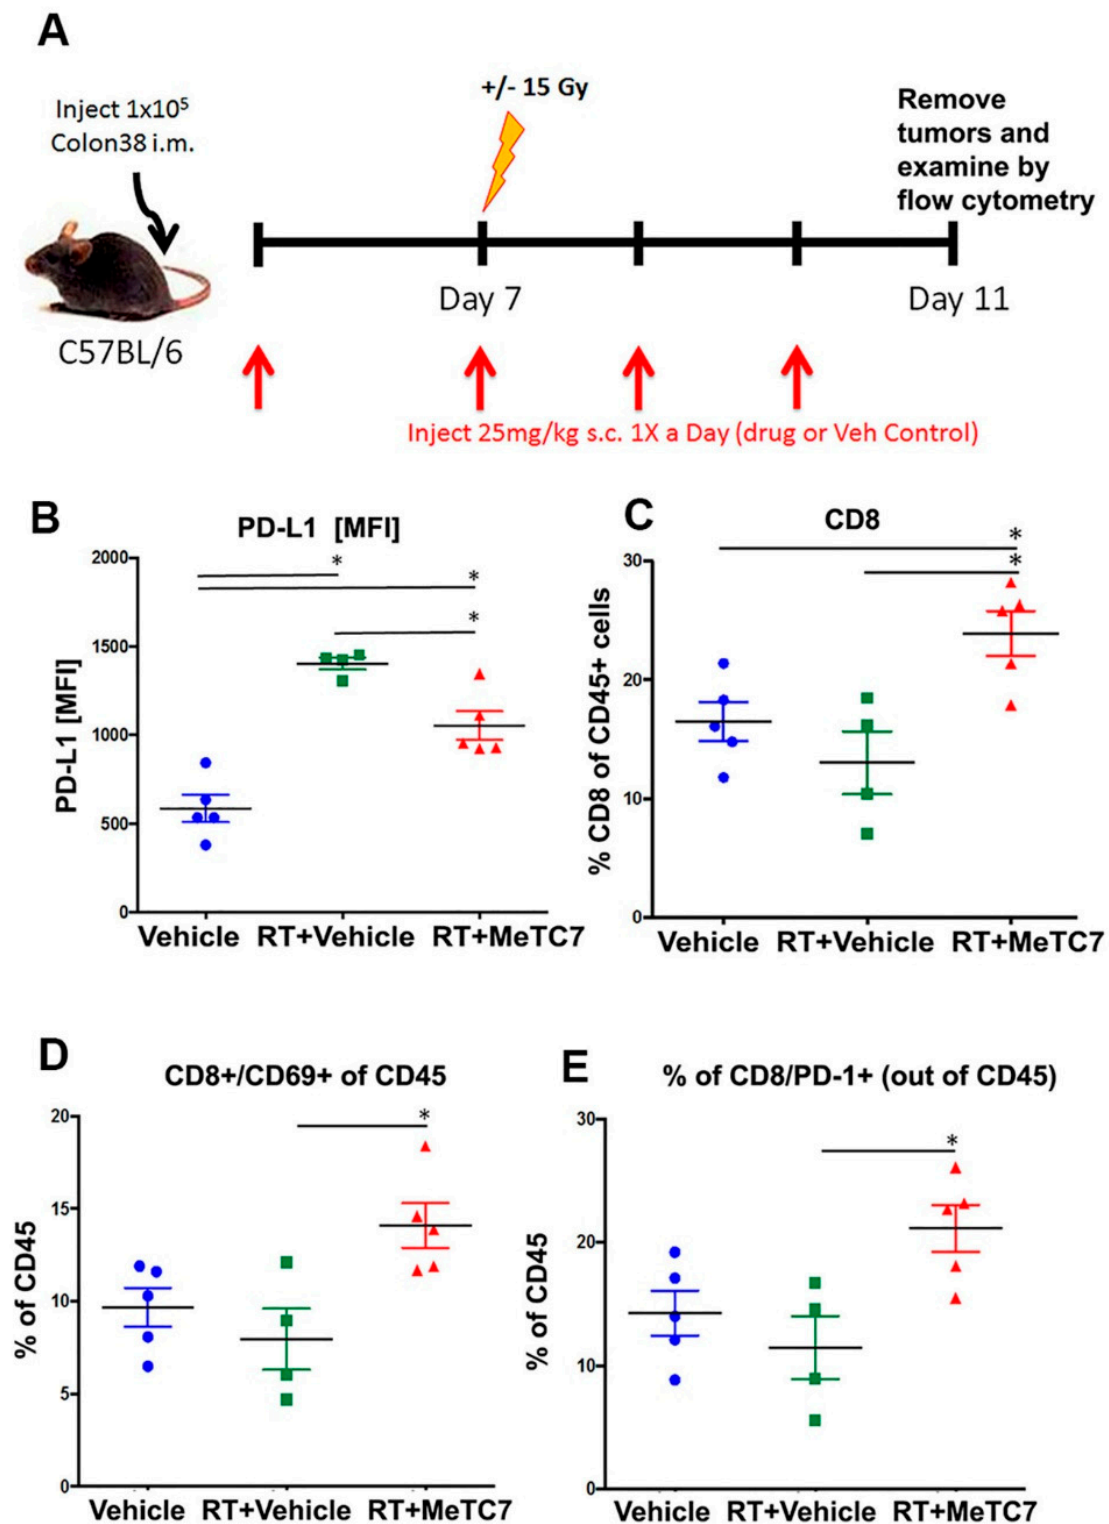 A
Inject 1x10⁵
Colon38 i.m.
+/- 15 Gy
Remove
tumors and
examine by
flow cytometry
C57BL/6
Day 7
Day 11
Inject 25mg/kg s.c. 1X a Day (drug or Veh Control)
B
PD-L1 [MFI]
PD-L1 [MFI]
2000
1500
1000
500
0
*
*
*
Vehicle
RT+Vehicle
RT+MeTC7
C
CD8
% CD8 of CD45+ cells
30
20
10
0
*
*
Vehicle
RT+Vehicle
RT+MeTC7
D
CD8+/CD69+ of CD45
% of CD45
20
15
10
5
0
*
Vehicle
RT+Vehicle
RT+MeTC7
E
% of CD8/PD-1+ (out of CD45)
% of CD45
30
20
10
0
*
Vehicle
RT+Vehicle
RT+MeTC7